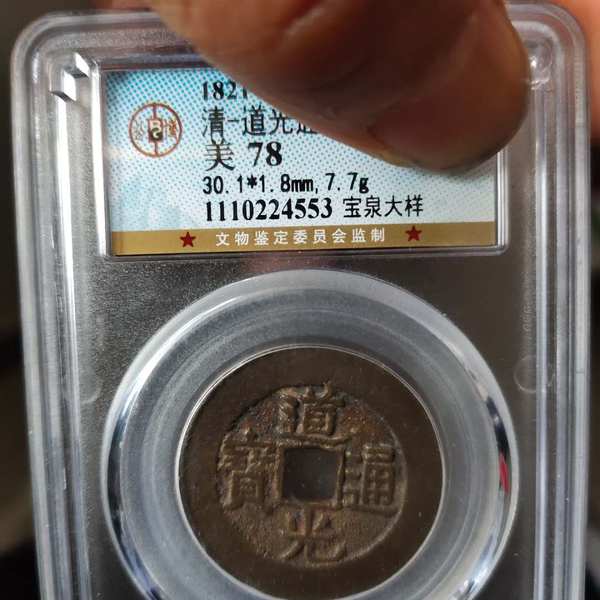 1821
清-道光通
美 78
30.1*1.8mm,7.7g
1110224553 宝泉大样
★ 文物鉴定委员会监制 ★
道
寶 通
光